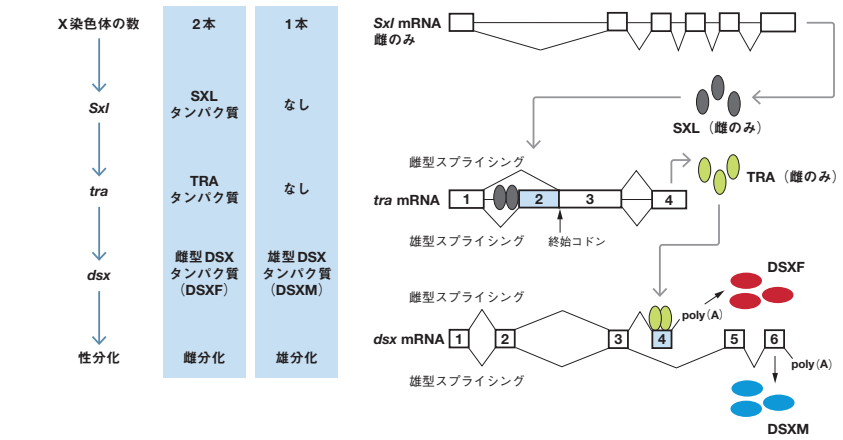 X染色体の数
2本
1本
Sxl
SXL
タンパク質
なし
tra
TRA
タンパク質
なし
dsx
雌型DSX
タンパク質
（DSXF）
雄型DSX
タンパク質
（DSXM）
性分化
雌分化
雄分化
Sxl mRNA
雌のみ
SXL（雌のみ）
雌型スプライシング
TRA（雌のみ）
tra mRNA
1
2
3
4
雄型スプライシング
終始コドン
DSXF
雌型スプライシング
poly(A)
dsx mRNA
1
2
3
4
5
6
poly(A)
雄型スプライシング
DSXM